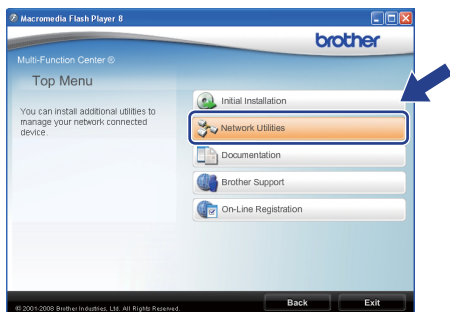 Macromedia Flash Player 8
brother
Multi-Function Center ®
Top Menu
You can install additional utilities to
manage your network connected
device.
Initial Installation
Network Utilities
Documentation
Brother Support
On-Line Registration
© 2001-2008 Brother Industries, Ltd. All Rights Reserved.
Back
Exit